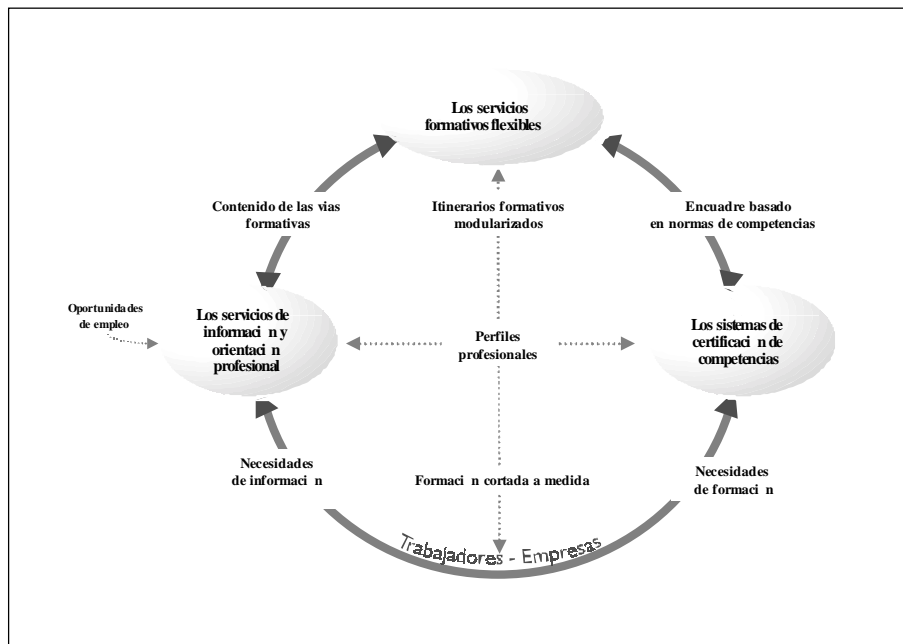 Los servicios
formativos flexibles
Contenido de las vias
formativas
Itinerarios formativos
modularizados
Encuadre basado
en normas de competencias
Oportunidades
de empleo
Los servicios de
informaci n y
orientaci n
profesional
Perfiles
profesionales
Los sistemas de
certificaci n de
competencias
Necesidades
de informaci n
Formaci n cortada a medida
Necesidades
de formaci n
Trabajadores - Empresas